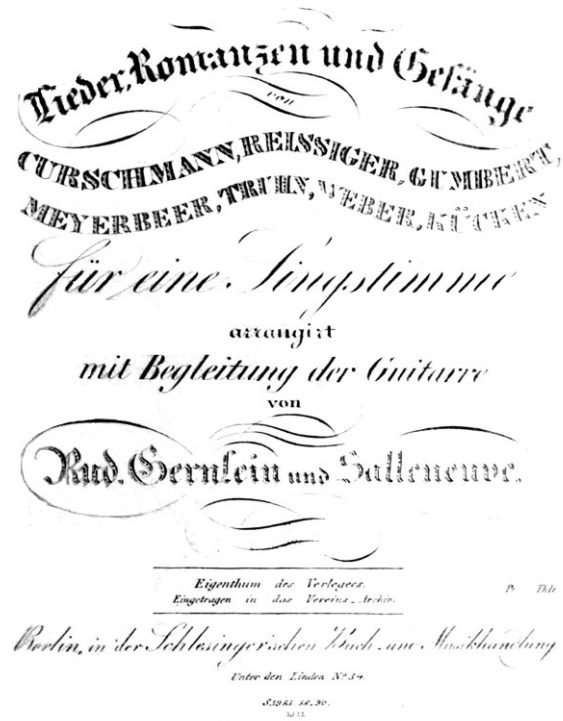 Lieder, Romanzen und Gesänge
von
CURSCHMANN, REISSIGER, GUMBERT,
MEYERBEER, TRUHN, WEBER, KÜCKEN
für eine Singstimme
arrangirt
mit Begleitung der Guitarre
von
Rud. Gernlein und Salleneuve.
Eigenthum des Verlegers.
Eingetragen in das Vereins-Archiv.
Pr Thlr
Berlin, in der Schlesinger'schen Buch- und Musikhandlung
Unter den Linden No 34.